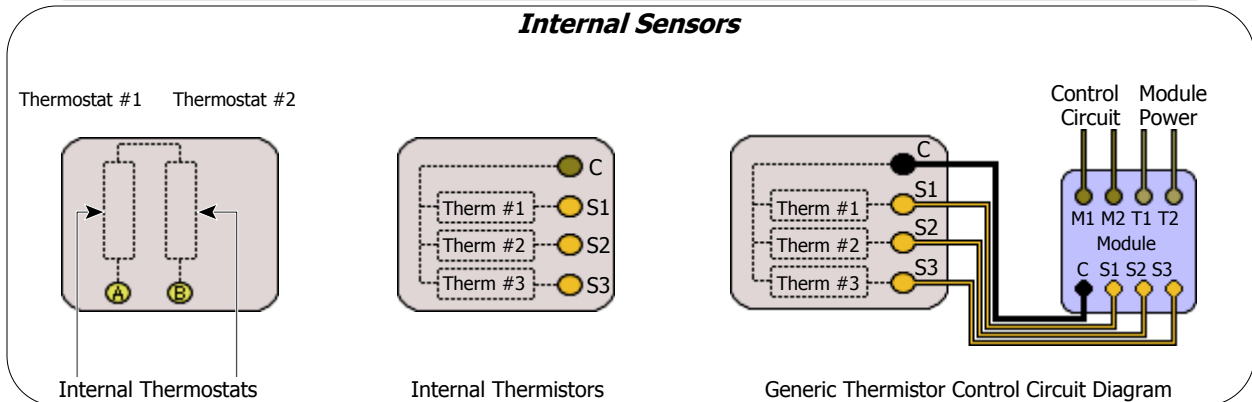 Internal Sensors
Thermostat #1 Thermostat #2
A B
Internal Thermostats
C
Therm #1 S1
Therm #2 S2
Therm #3 S3
Internal Thermistors
C
Therm #1 S1
Therm #2 S2
Therm #3 S3
Control Module
Circuit Power
M1 M2 T1 T2
Module
C S1 S2 S3
Generic Thermistor Control Circuit Diagram